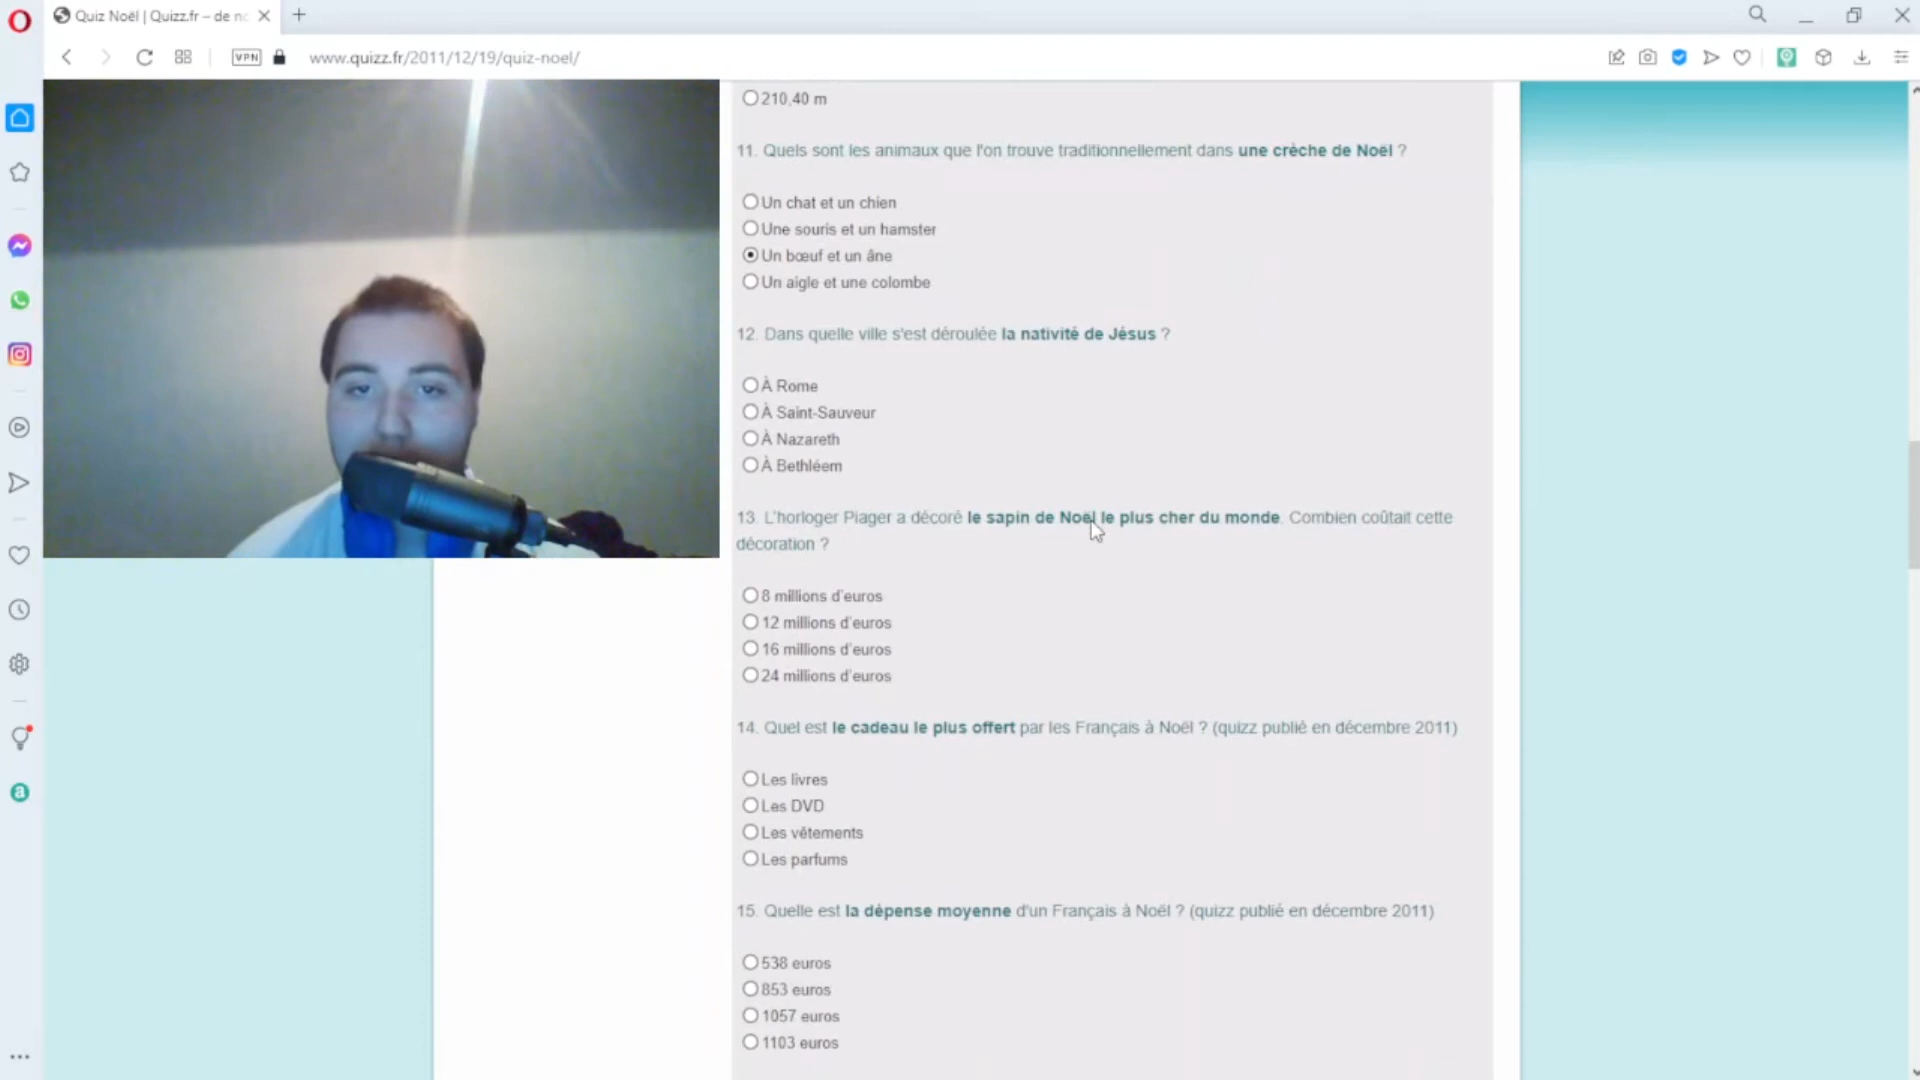 Quiz Noël | Quizz.fr – de no
VPN
www.quizz.fr/2011/12/19/quiz-noel/
210,40 m
11. Quels sont les animaux que l'on trouve traditionnellement dans une crèche de Noël ?
Un chat et un chien
Une souris et un hamster
Un bœuf et un âne
Un aigle et une colombe
12. Dans quelle ville s'est déroulée la nativité de Jésus ?
À Rome
À Saint-Sauveur
À Nazareth
À Bethléem
13. L'horloger Piager a décoré le sapin de Noël le plus cher du monde. Combien coûtait cette
décoration ?
8 millions d'euros
12 millions d'euros
16 millions d'euros
24 millions d'euros
14. Quel est le cadeau le plus offert par les Français à Noël ? (quizz publié en décembre 2011)
Les livres
Les DVD
Les vêtements
Les parfums
15. Quelle est la dépense moyenne d'un Français à Noël ? (quizz publié en décembre 2011)
538 euros
853 euros
1057 euros
1103 euros